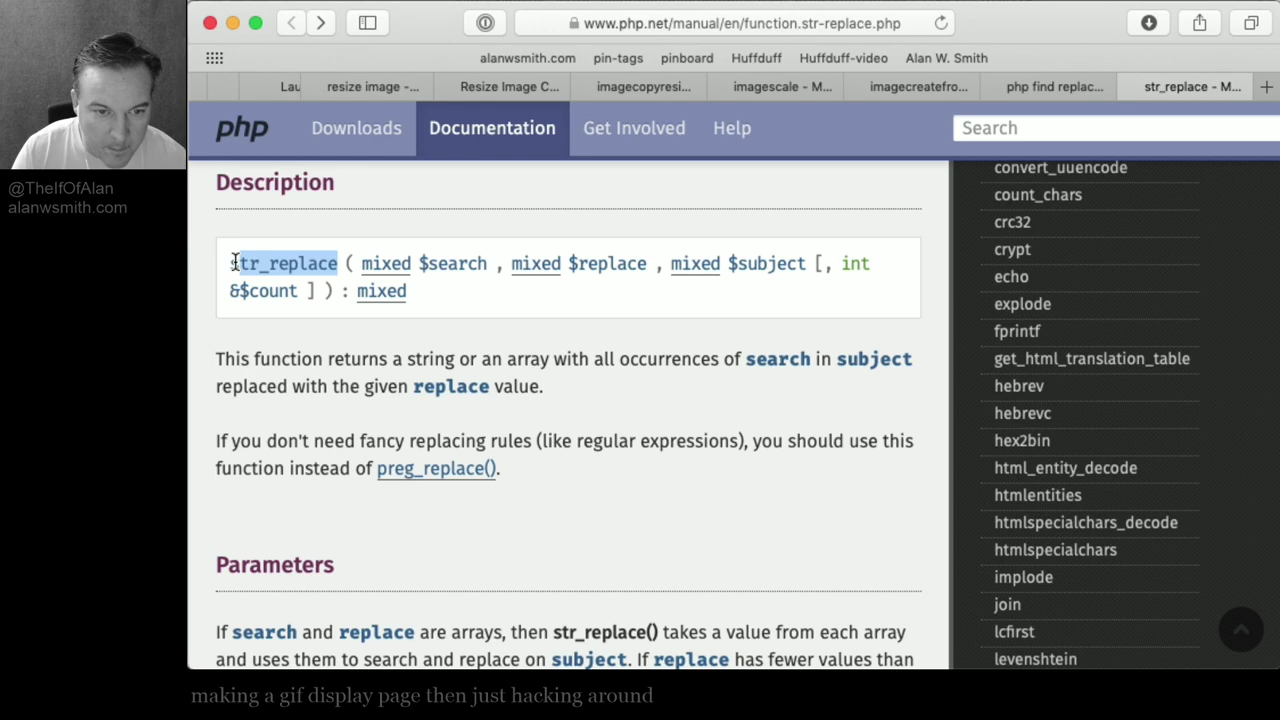 www.php.net/manual/en/function.str-replace.php
alanwsmith.com pin-tags pinboard Huffduff Huffduff-video Alan W. Smith
Lau resize image -... Resize Image C... imagecopyresi... imagescale - M... imagecreatefro... php find replac... str_replace - M...
php Downloads Documentation Get Involved Help Search
@TheIfOfAlan
alanwsmith.com
Description
str_replace ( mixed $search , mixed $replace , mixed $subject [, int
&$count ] ) : mixed
This function returns a string or an array with all occurrences of search in subject
replaced with the given replace value.
If you don't need fancy replacing rules (like regular expressions), you should use this
function instead of preg_replace().
Parameters
If search and replace are arrays, then str_replace() takes a value from each array
and uses them to search and replace on subject. If replace has fewer values than
convert_uuencode
count_chars
crc32
crypt
echo
explode
fprintf
get_html_translation_table
hebrev
hebrevc
hex2bin
html_entity_decode
htmlentities
htmlspecialchars_decode
htmlspecialchars
implode
join
lcfirst
levenshtein
making a gif display page then just hacking around